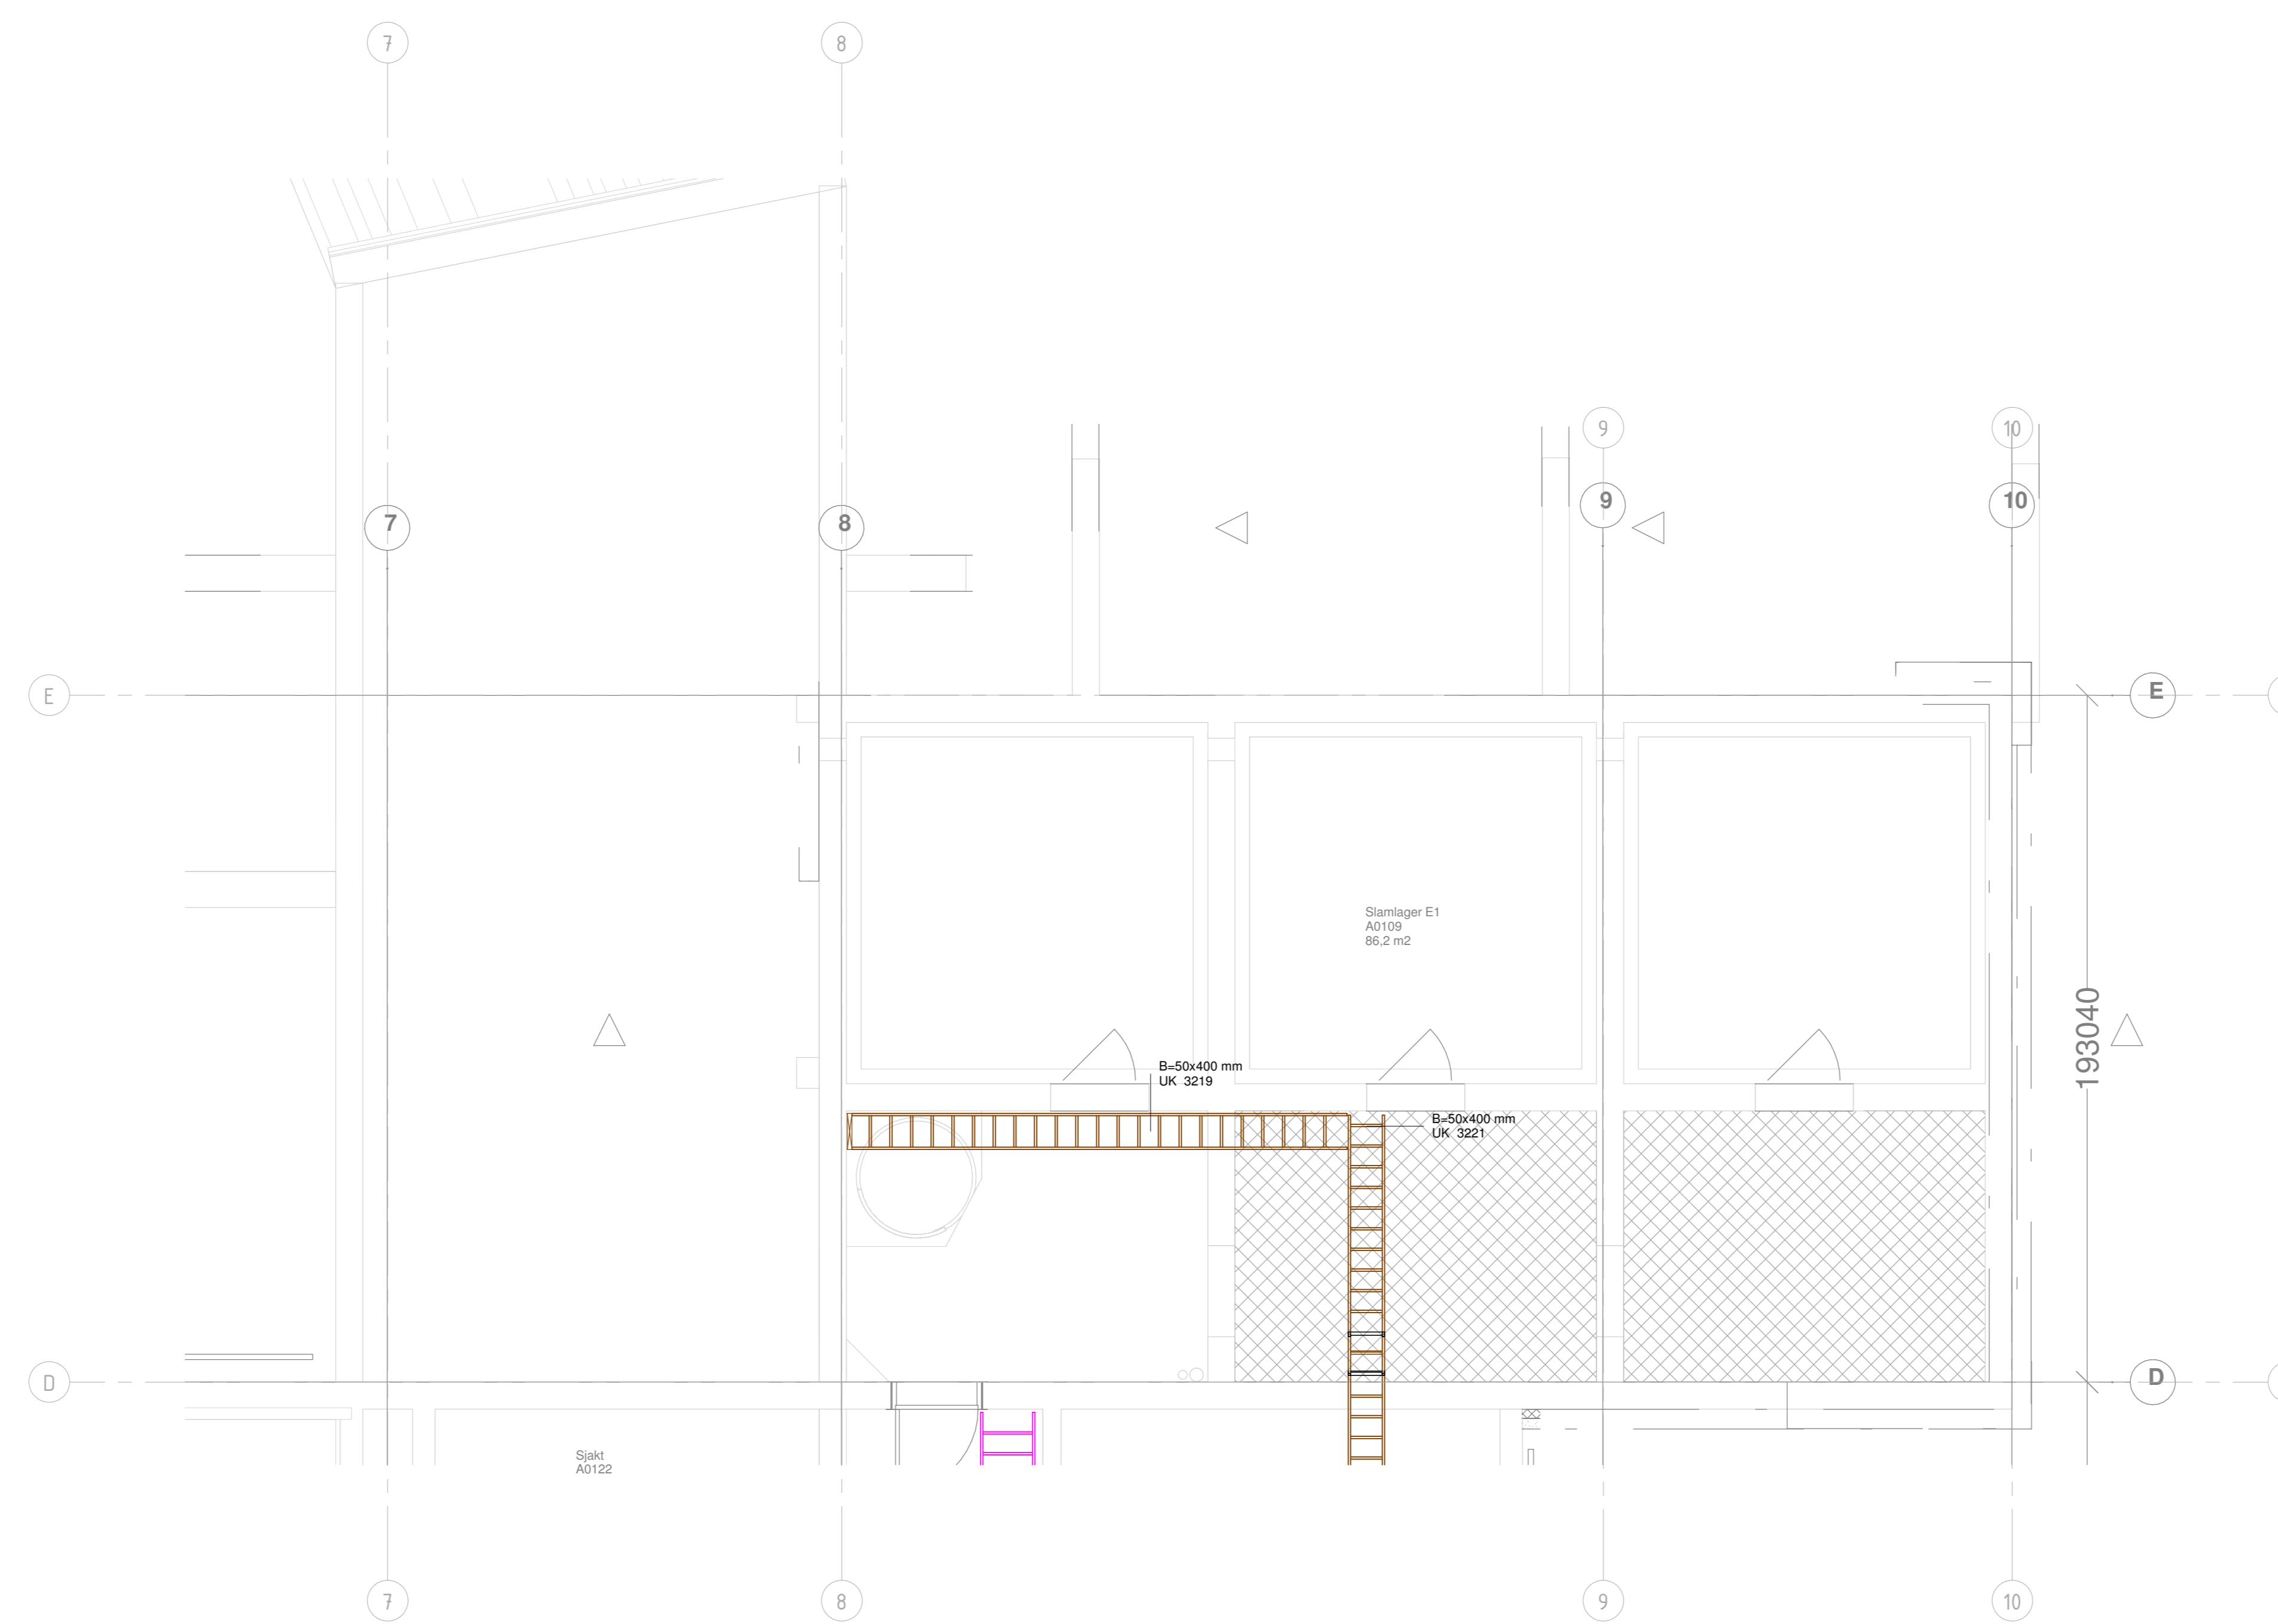 7
8
9
10
7
8
9
10
E
E
Slamlager E1
A0109
86,2 m2
193040
B=50x400 mm
UK 3219
B=50x400 mm
UK 3221
D
D
Sjakt
A0122
7
8
9
10